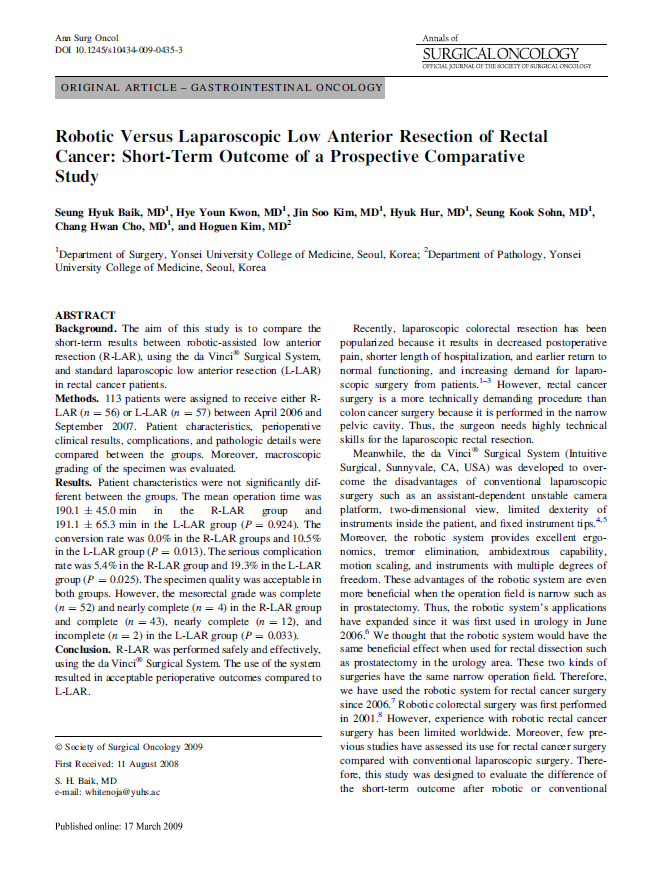 Ann Surg Oncol
DOI 10.1245/s10434-009-0435-3
Annals of
SURGICAL ONCOLOGY
OFFICIAL JOURNAL OF THE SOCIETY OF SURGICAL ONCOLOGY
ORIGINAL ARTICLE – GASTROINTESTINAL ONCOLOGY
Robotic Versus Laparoscopic Low Anterior Resection of Rectal
Cancer: Short-Term Outcome of a Prospective Comparative
Study
Seung Hyuk Baik, MD1, Hye Youn Kwon, MD1, Jin Soo Kim, MD1, Hyuk Hur, MD1, Seung Kook Sohn, MD1,
Chang Hwan Cho, MD1, and Hoguen Kim, MD2
1Department of Surgery, Yonsei University College of Medicine, Seoul, Korea; 2Department of Pathology, Yonsei
University College of Medicine, Seoul, Korea
ABSTRACT
Background. The aim of this study is to compare the
short-term results between robotic-assisted low anterior
resection (R-LAR), using the da Vinci® Surgical System,
and standard laparoscopic low anterior resection (L-LAR)
in rectal cancer patients.
Methods. 113 patients were assigned to receive either R-
LAR (n = 56) or L-LAR (n = 57) between April 2006 and
September 2007. Patient characteristics, perioperative
clinical results, complications, and pathologic details were
compared between the groups. Moreover, macroscopic
grading of the specimen was evaluated.
Results. Patient characteristics were not significantly dif-
ferent between the groups. The mean operation time was
190.1 ± 45.0 min in the R-LAR group and
191.1 ± 65.3 min in the L-LAR group (P = 0.924). The
conversion rate was 0.0% in the R-LAR groups and 10.5%
in the L-LAR group (P = 0.013). The serious complication
rate was 5.4% in the R-LAR group and 19.3% in the L-LAR
group (P = 0.025). The specimen quality was acceptable in
both groups. However, the mesorectal grade was complete
(n = 52) and nearly complete (n = 4) in the R-LAR group
and complete (n = 43), nearly complete (n = 12), and
incomplete (n = 2) in the L-LAR group (P = 0.033).
Conclusion. R-LAR was performed safely and effectively,
using the da Vinci® Surgical System. The use of the system
resulted in acceptable perioperative outcomes compared to
L-LAR.
© Society of Surgical Oncology 2009
First Received: 11 August 2008
S. H. Baik, MD
e-mail: whitenoja@yuhs.ac
Published online: 17 March 2009
Recently, laparoscopic colorectal resection has been
popularized because it results in decreased postoperative
pain, shorter length of hospitalization, and earlier return to
normal functioning, and increasing demand for laparo-
scopic surgery from patients.1–3 However, rectal cancer
surgery is a more technically demanding procedure than
colon cancer surgery because it is performed in the narrow
pelvic cavity. Thus, the surgeon needs highly technical
skills for the laparoscopic rectal resection.
Meanwhile, the da Vinci® Surgical System (Intuitive
Surgical, Sunnyvale, CA, USA) was developed to over-
come the disadvantages of conventional laparoscopic
surgery such as an assistant-dependent unstable camera
platform, two-dimensional view, limited dexterity of
instruments inside the patient, and fixed instrument tips.4,5
Moreover, the robotic system provides excellent ergo-
nomics, tremor elimination, ambidextrous capability,
motion scaling, and instruments with multiple degrees of
freedom. These advantages of the robotic system are even
more beneficial when the operation field is narrow such as
in prostatectomy. Thus, the robotic system's applications
have expanded since it was first used in urology in June
2006.6 We thought that the robotic system would have the
same beneficial effect when used for rectal dissection such
as prostatectomy in the urology area. These two kinds of
surgeries have the same narrow operation field. Therefore,
we have used the robotic system for rectal cancer surgery
since 2006.7 Robotic colorectal surgery was first performed
in 2001.8 However, experience with robotic rectal cancer
surgery has been limited worldwide. Moreover, few pre-
vious studies have assessed its use for rectal cancer surgery
compared with conventional laparoscopic surgery. There-
fore, this study was designed to evaluate the difference of
the short-term outcome after robotic or conventional